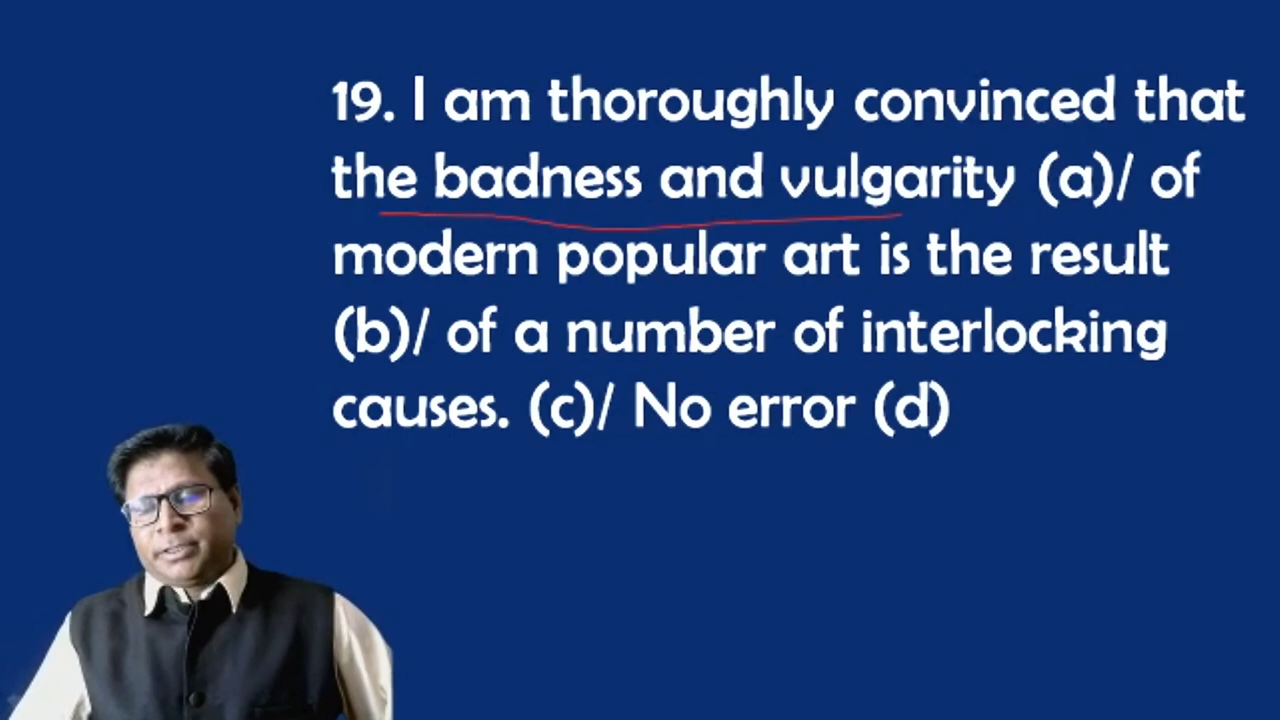 19. I am thoroughly convinced that
the badness and vulgarity (a)/ of
modern popular art is the result
(b)/ of a number of interlocking
causes. (c)/ No error (d)